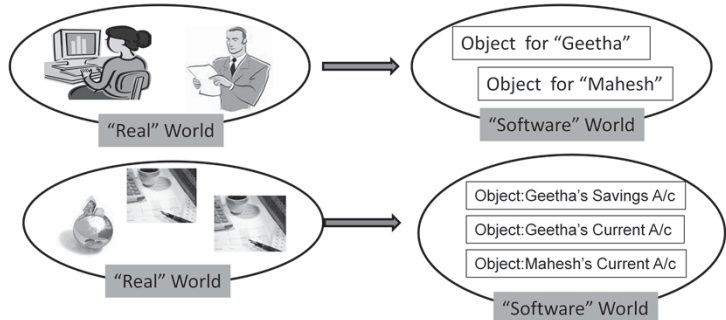 Object for “Geetha”
Object for “Mahesh”
“Real” World
“Software” World
Object:Geetha’s Savings A/c
Object:Geetha’s Current A/c
Object:Mahesh’s Current A/c
“Real” World
“Software” World